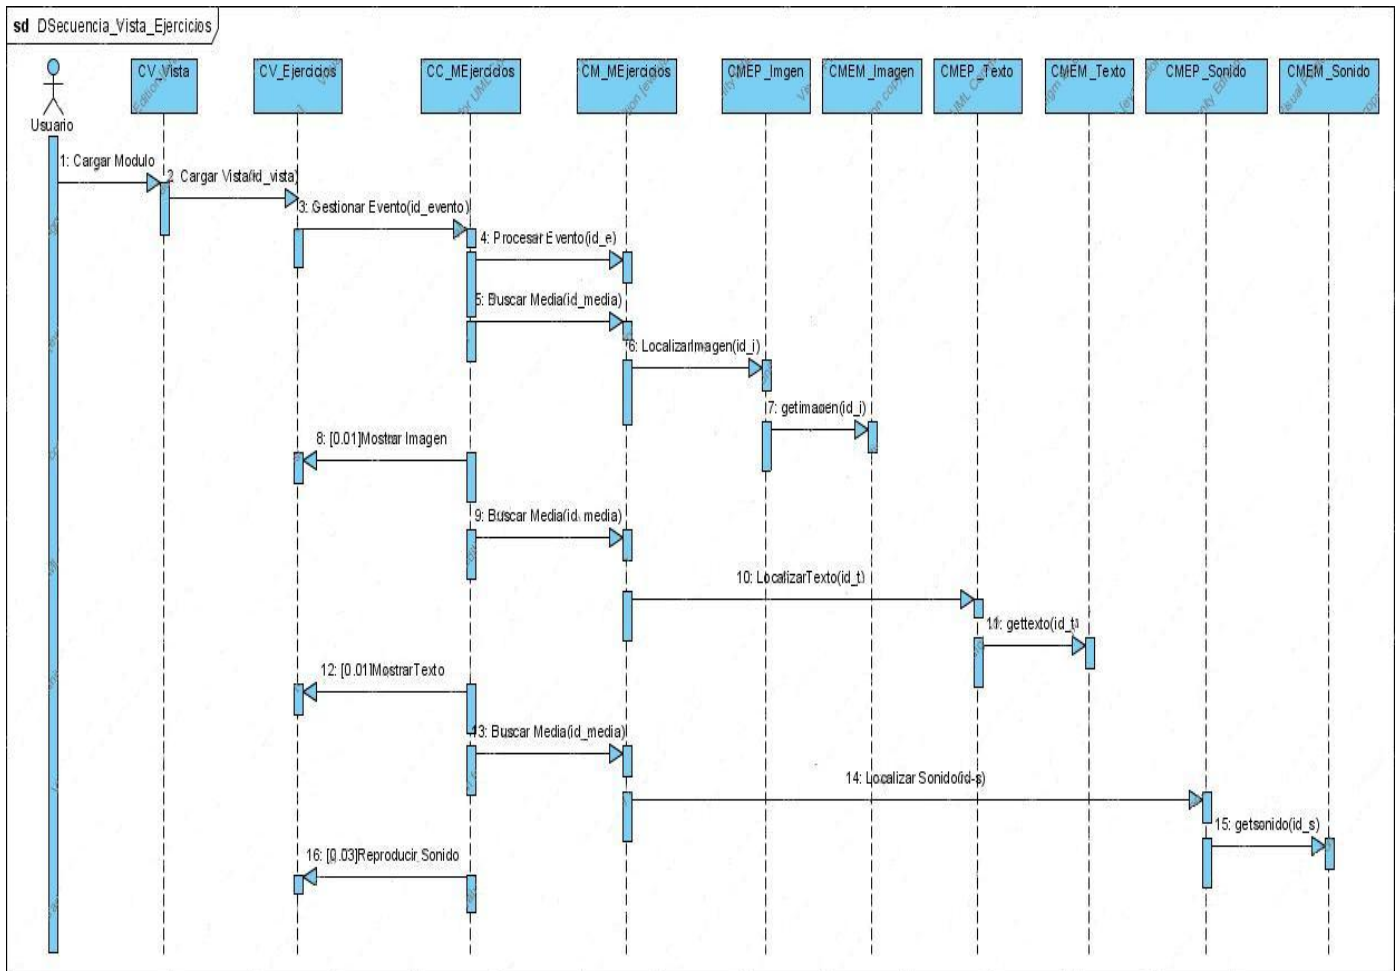 sd DSecuencia_Vista_Ejercicios
Usuario
CV_Vista
CV_Ejercicios
CC_MEjercicios
CM_MEjercicios
CMEP_Imgen
CMEM_Imagen
CMEP_Texto
CMEM_Texto
CMEP_Sonido
CMEM_Sonido
1: Cargar Modulo
2: Cargar Vista(id_vista)
3: Gestionar Evento(id_evento)
4: Procesar Evento(id_e)
5: Buscar Media(id_media)
6: LocalizarImagen(id_i)
7: getimagen(id_i)
8: [0.01]Mostrar Imagen
9: Buscar Media(id_media)
10: LocalizarTexto(id_t)
11: gettexto(id_t)
12: [0.01]MostrarTexto
13: Buscar Media(id_media)
14: Localizar Sonido(id-s)
15: getsonido(id_s)
16: [0.03]Reproducir Sonido